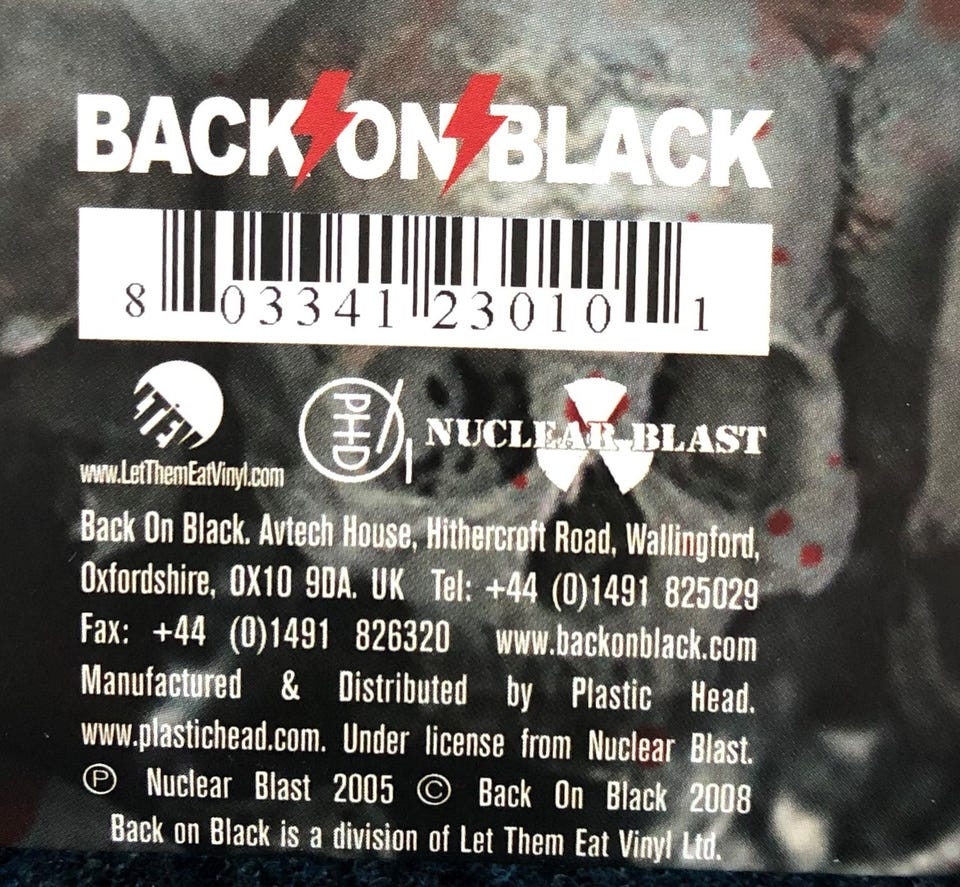 BACK ON BLACK
8 03341 23010 1
LTEV
PHD
NUCLEAR BLAST
www.LetThemEatVinyl.com
Back On Black. Avtech House, Hithercroft Road, Wallingford,
Oxfordshire, OX10 9DA. UK Tel: +44 (0)1491 825029
Fax: +44 (0)1491 826320 www.backonblack.com
Manufactured & Distributed by Plastic Head.
www.plastichead.com. Under license from Nuclear Blast.
Ⓟ Nuclear Blast 2005 © Back On Black 2008
Back on Black is a division of Let Them Eat Vinyl Ltd.